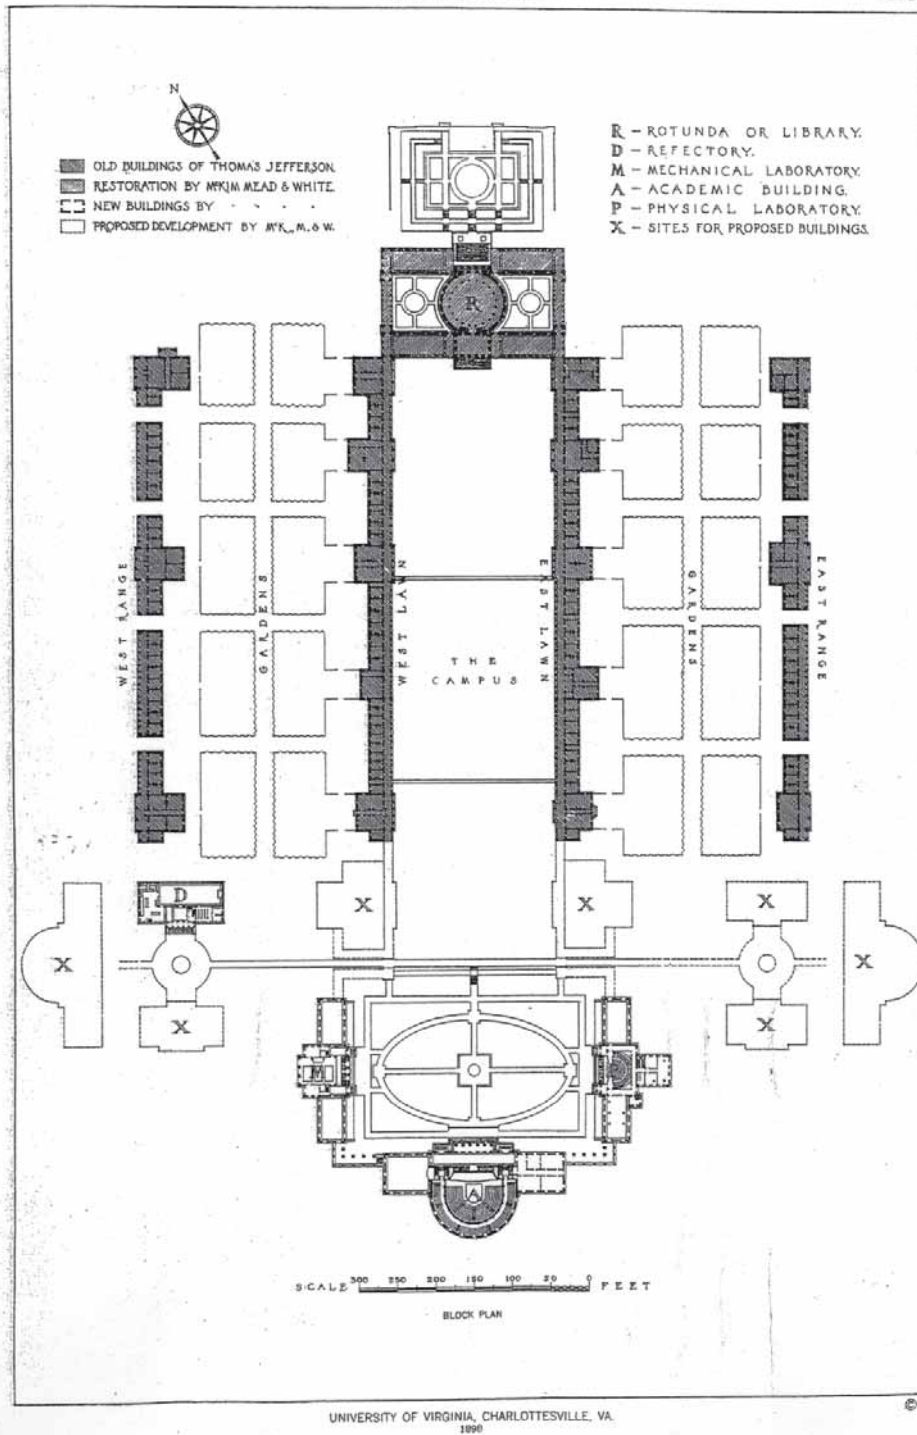 N
OLD BUILDINGS OF THOMAS JEFFERSON.
RESTORATION BY McKIM MEAD & WHITE.
NEW BUILDINGS BY " " " "
PROPOSED DEVELOPMENT BY McK., M. & W.
R – ROTUNDA OR LIBRARY.
D – REFECTORY.
M – MECHANICAL LABORATORY.
A – ACADEMIC BUILDING.
P – PHYSICAL LABORATORY.
X – SITES FOR PROPOSED BUILDINGS.
R
WEST RANGE
GARDENS
WEST LAWN
THE
CAMPUS
EAST LAWN
GARDENS
EAST RANGE
D
X
X
X
X
X
X
X
M
A
SCALE 300 250 200 150 100 50 0 FEET
BLOCK PLAN
©
UNIVERSITY OF VIRGINIA, CHARLOTTESVILLE, VA.